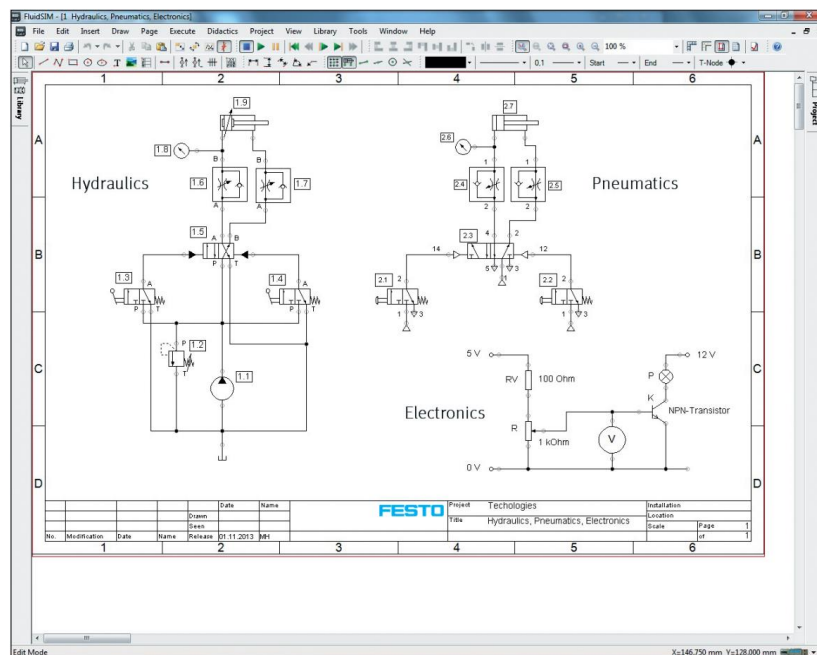 FluidSIM - [1 Hydraulics, Pneumatics, Electronics]
File Edit Insert Draw Page Execute Didactics Project View Library Tools Window Help
100 %
0,1 Start End T-Node
Library
Project
1 2 3 4 5 6
A A
B B
C C
D D
Hydraulics
1.9
1.8
B B
1.6 1.7
A A
1.5 A B
P T
1.3 A
P T
1.4 A
P T
P 1.2
T
1.1
Pneumatics
2.7
2.6
1 1
2.4 2.5
2 2
2.3 4 2
14 12
5 3
1
2.1 2
1 3
2.2 2
1 3
Electronics
5 V
12 V
RV 100 Ohm
P
K
NPN-Transistor
R
1 kOhm
V
0 V
Date Name
Drawn
Seen
No. Modification Date Name Release 01.11.2013 MH
FESTO
Project Techologies
Title Hydraulics, Pneumatics, Electronics
Installation
Location
Scale Page 1
of 1
1 2 3 4 5 6
Edit Mode
X=146.750 mm Y=128.000 mm